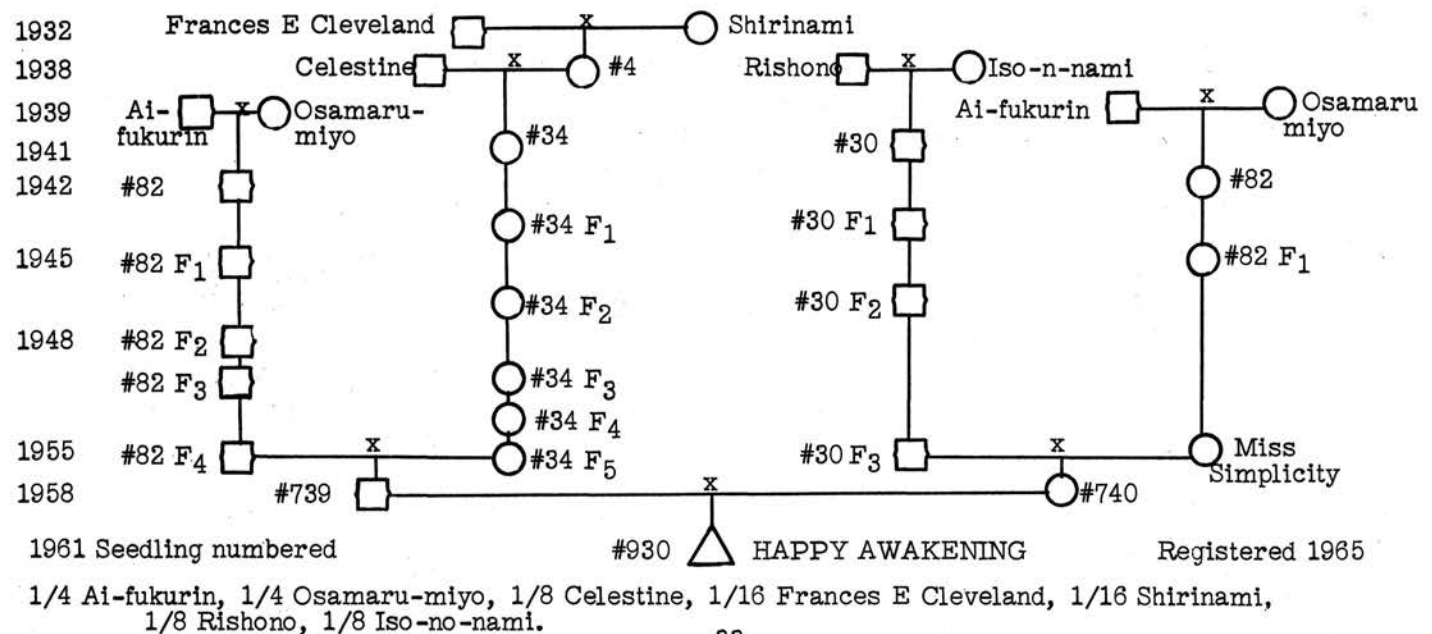 1932 Frances E Cleveland x Shirinami
1938 Celestine x #4 Rishono x Iso-n-nami
1939 Ai- x Osamaru- Ai-fukurin x Osamaru
fukurin miyo miyo
1941 #34 #30
1942 #82 #82
#34 F1 #30 F1
1945 #82 F1 #82 F1
#34 F2 #30 F2
1948 #82 F2
#82 F3 #34 F3
#34 F4
1955 #82 F4 x #34 F5 #30 F3 x Miss
Simplicity
1958 #739 x #740
1961 Seedling numbered #930 HAPPY AWAKENING Registered 1965
1/4 Ai-fukurin, 1/4 Osamaru-miyo, 1/8 Celestine, 1/16 Frances E Cleveland, 1/16 Shirinami,
1/8 Rishono, 1/8 Iso-no-nami.